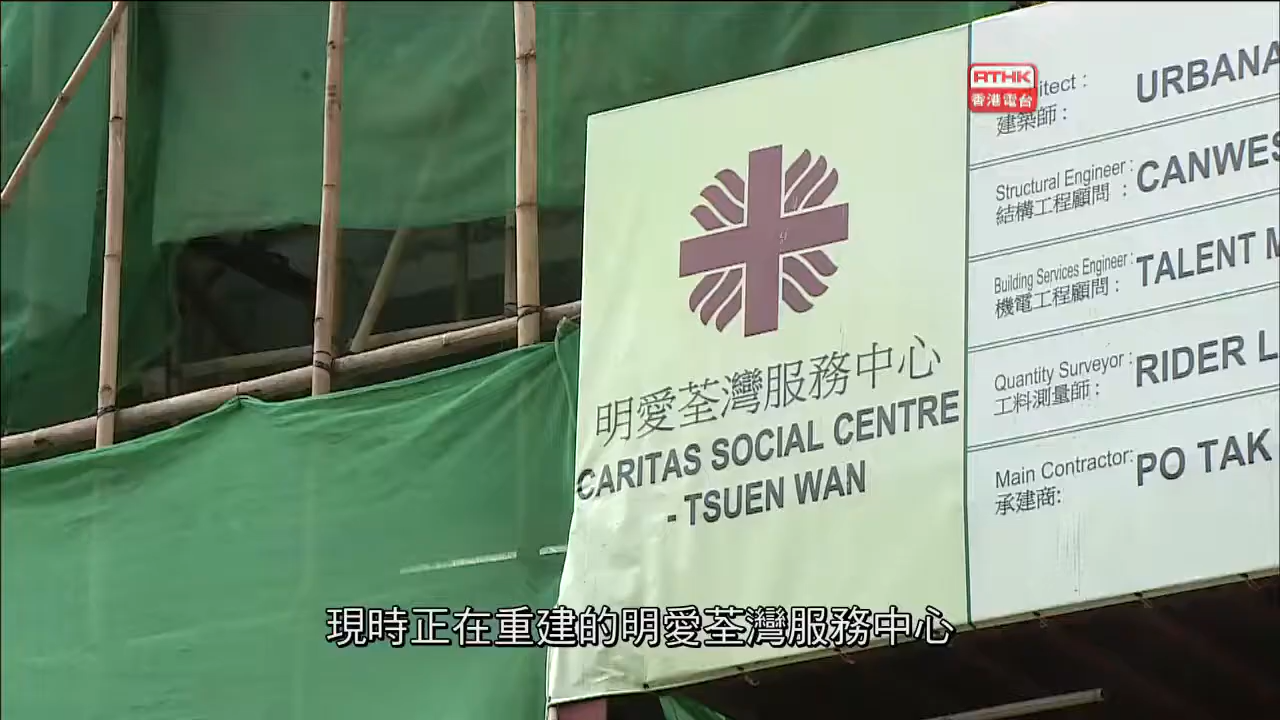 RTHK
香港電台
明愛荃灣服務中心
CARITAS SOCIAL CENTRE
- TSUEN WAN
建築師 :
URBANA
Structural Engineer :
結構工程顧問 :
CANWES
Building Services Engineer :
機電工程顧問 :
TALENT M
Quantity Surveyor :
工料測量師 :
RIDER L
Main Contractor:
承建商:
PO TAK
現時正在重建的明愛荃灣服務中心